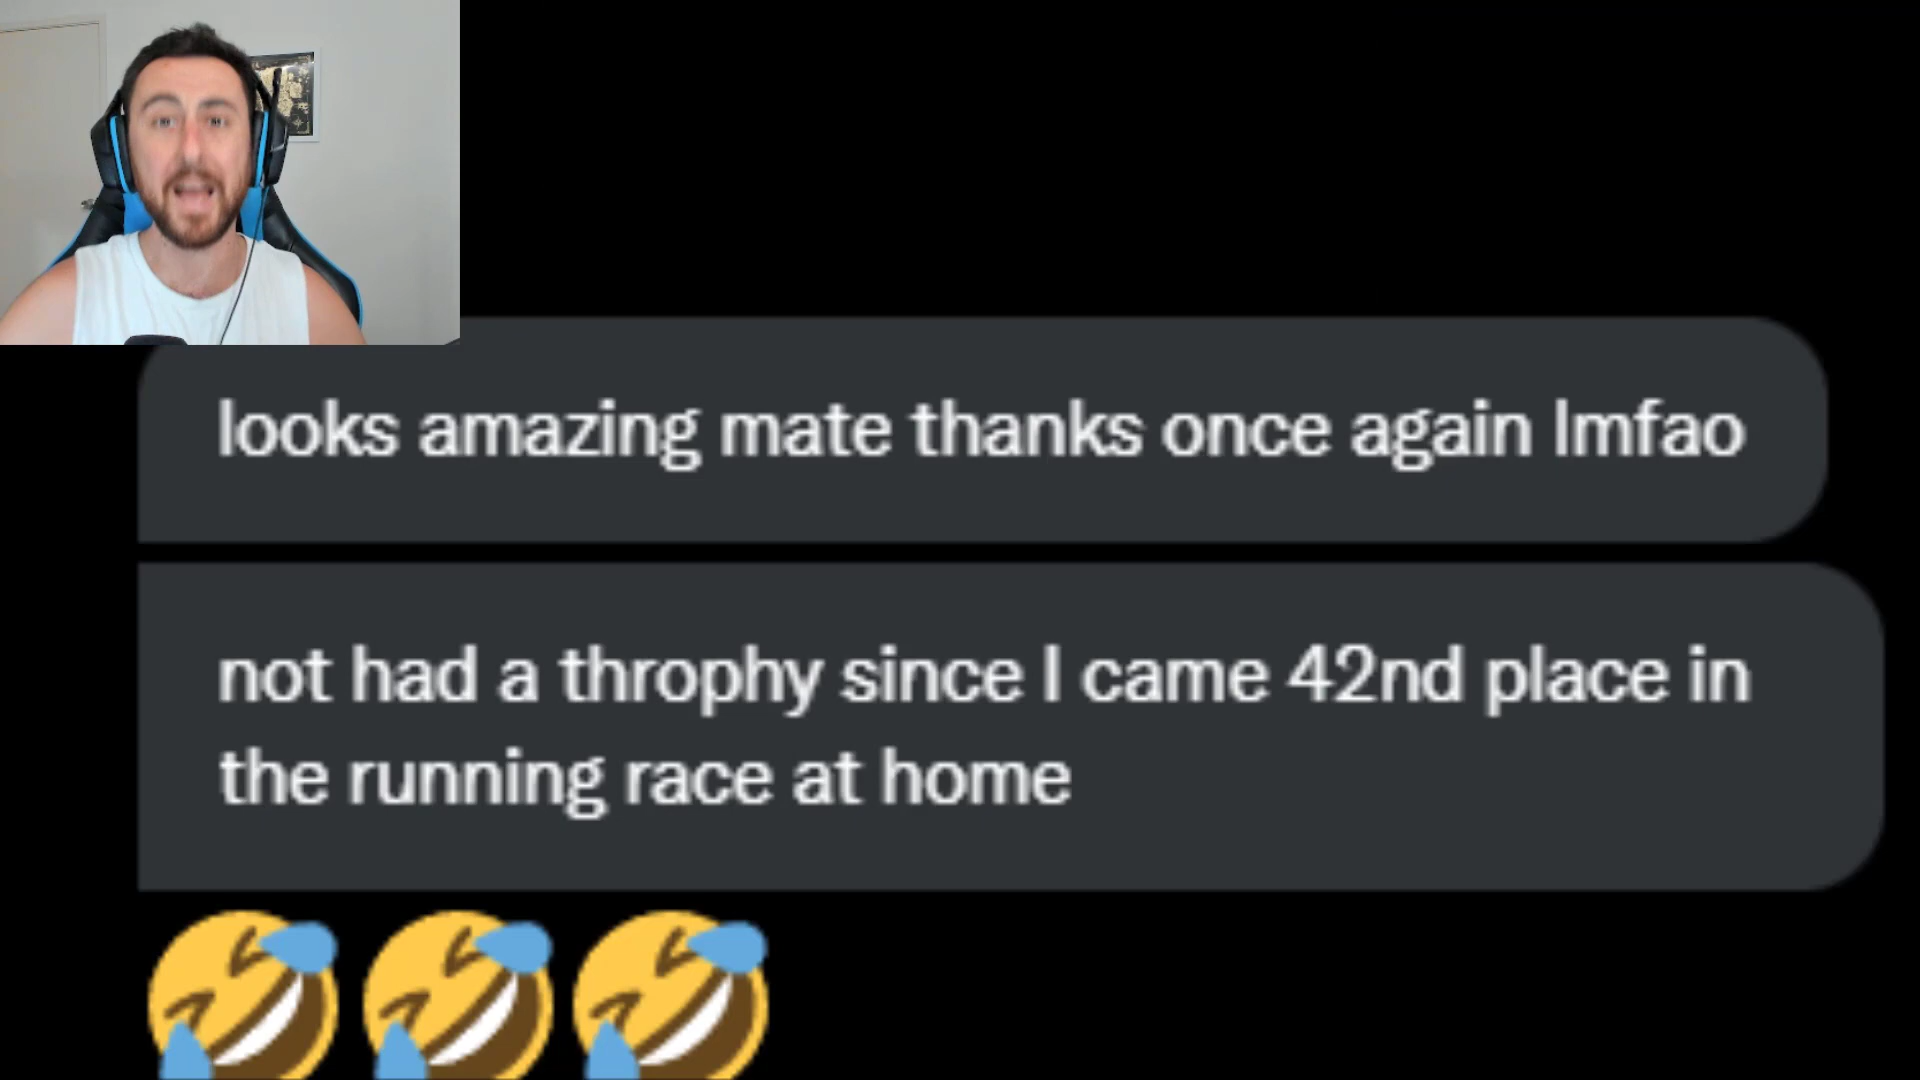 looks amazing mate thanks once again lmfao
not had a throphy since I came 42nd place in
the running race at home
🤣🤣🤣